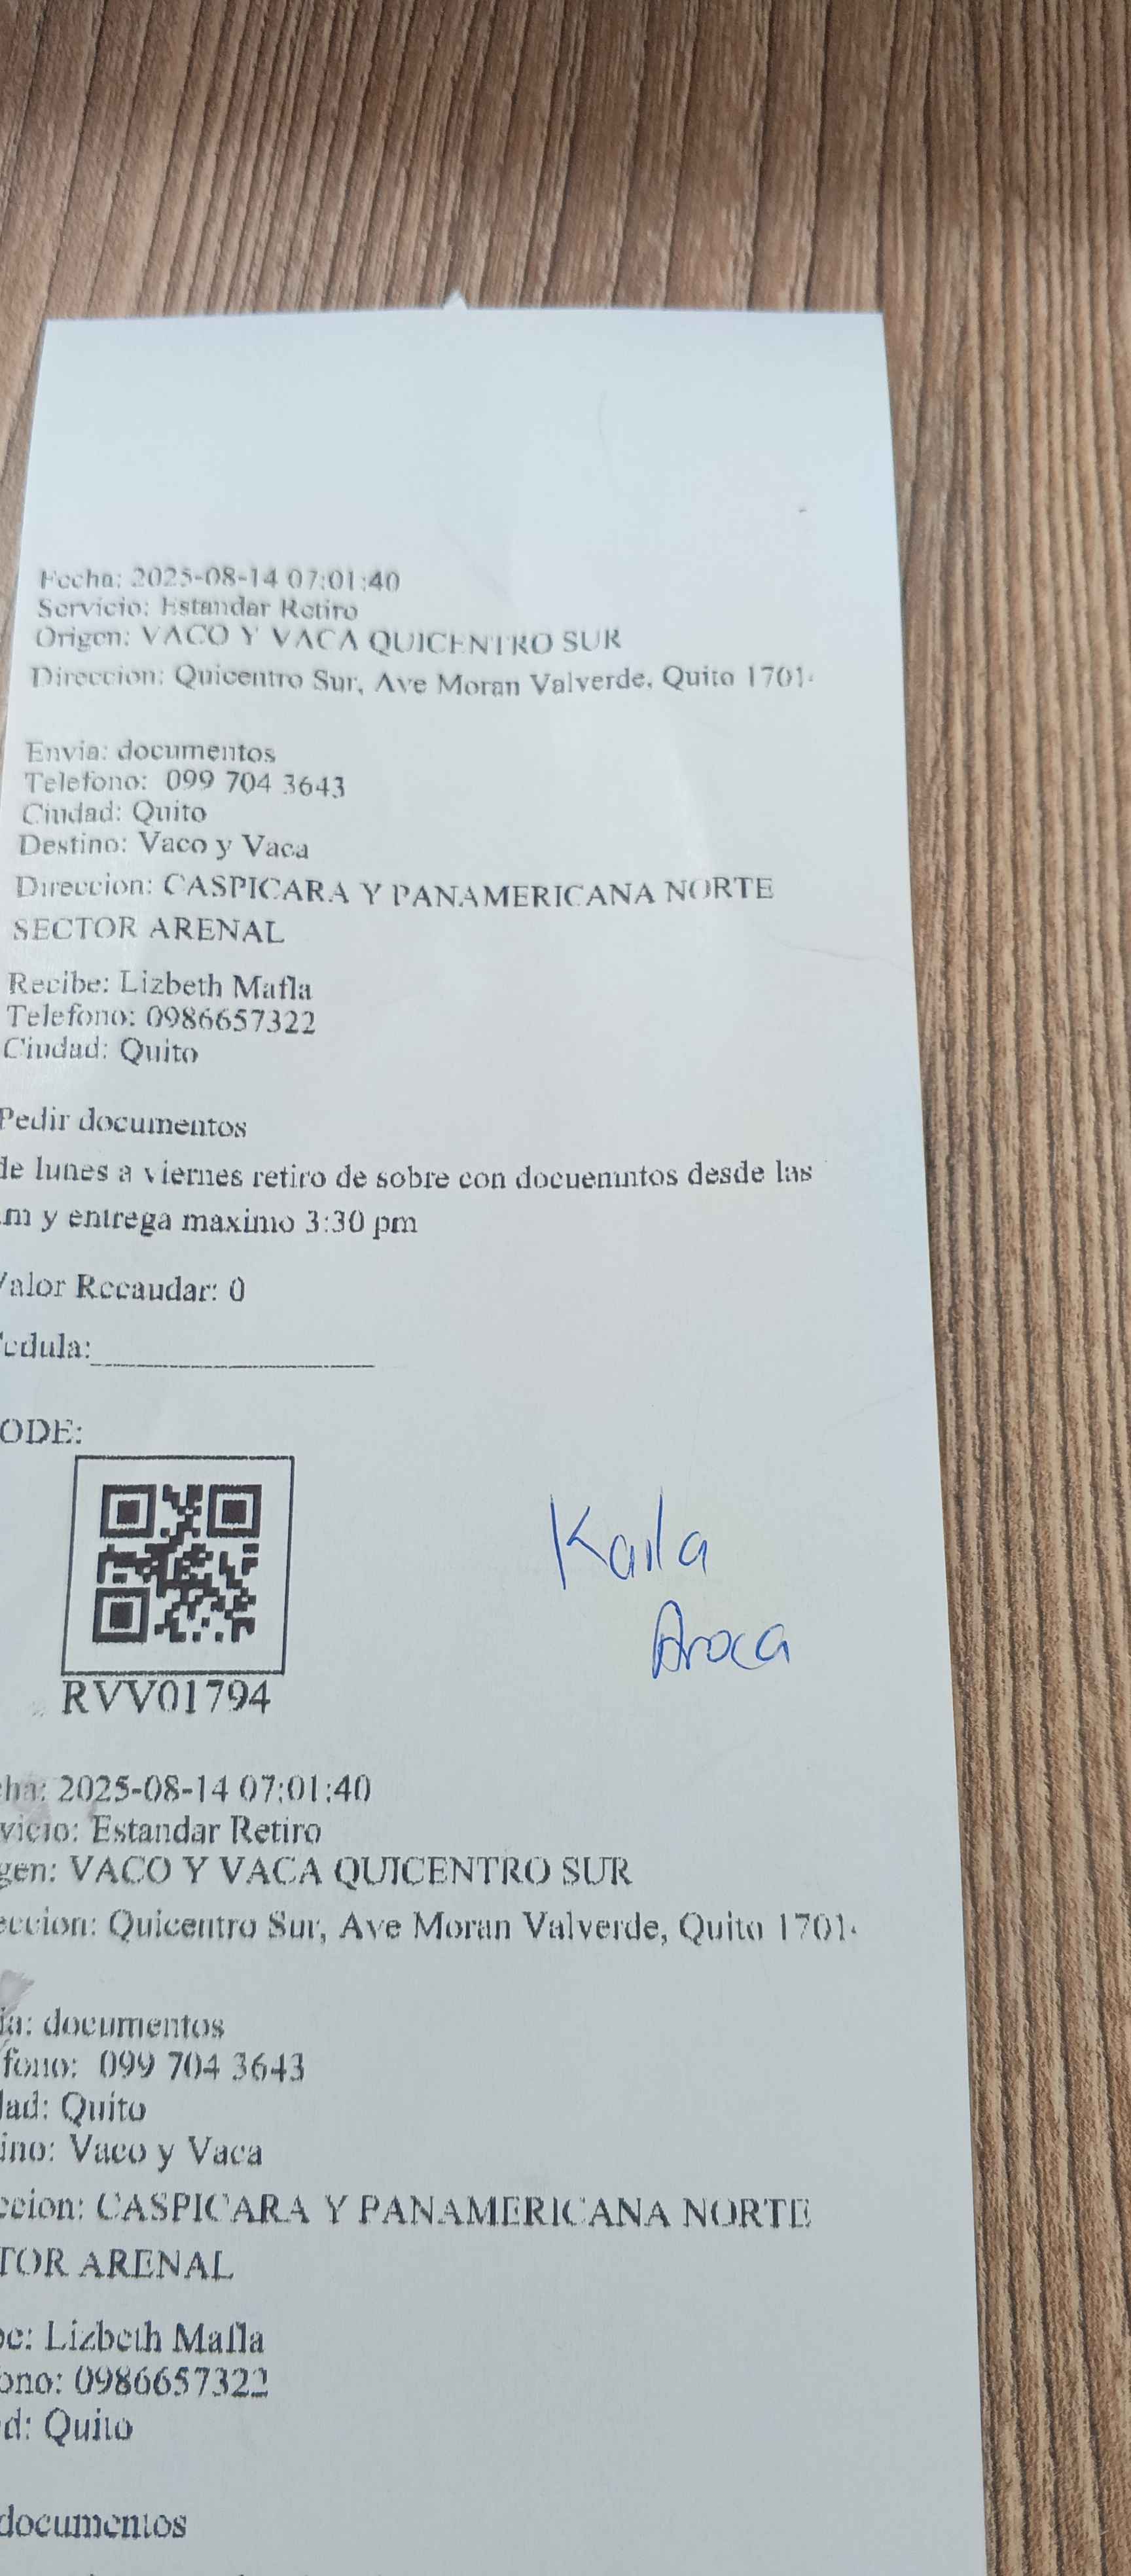 Fecha: 2025-08-14 07:01:40
Servicio: Estandar Retiro
Origen: VACO Y VACA QUICENTRO SUR
Direccion: Quicentro Sur, Ave Moran Valverde, Quito 1701
Envia: documentos
Telefono: 099 704 3643
Ciudad: Quito
Destino: Vaco y Vaca
Direccion: CASPICARA Y PANAMERICANA NORTE
SECTOR ARENAL
Recibe: Lizbeth Mafla
Telefono: 0986657322
Ciudad: Quito
Pedir documentos
de lunes a viernes retiro de sobre con docuemntos desde las
m y entrega maximo 3:30 pm
Valor Recaudar: 0
edula:
ODE:
Karla
Aroca
RVV01794
cha: 2025-08-14 07:01:40
vicio: Estandar Retiro
gen: VACO Y VACA QUICENTRO SUR
eccion: Quicentro Sur, Ave Moran Valverde, Quito 1701
ia: documentos
fono: 099 704 3643
dad: Quito
ino: Vaco y Vaca
ccion: CASPICARA Y PANAMERICANA NORTE
TOR ARENAL
be: Lizbeth Mafla
ono: 0986657322
d: Quito
documentos